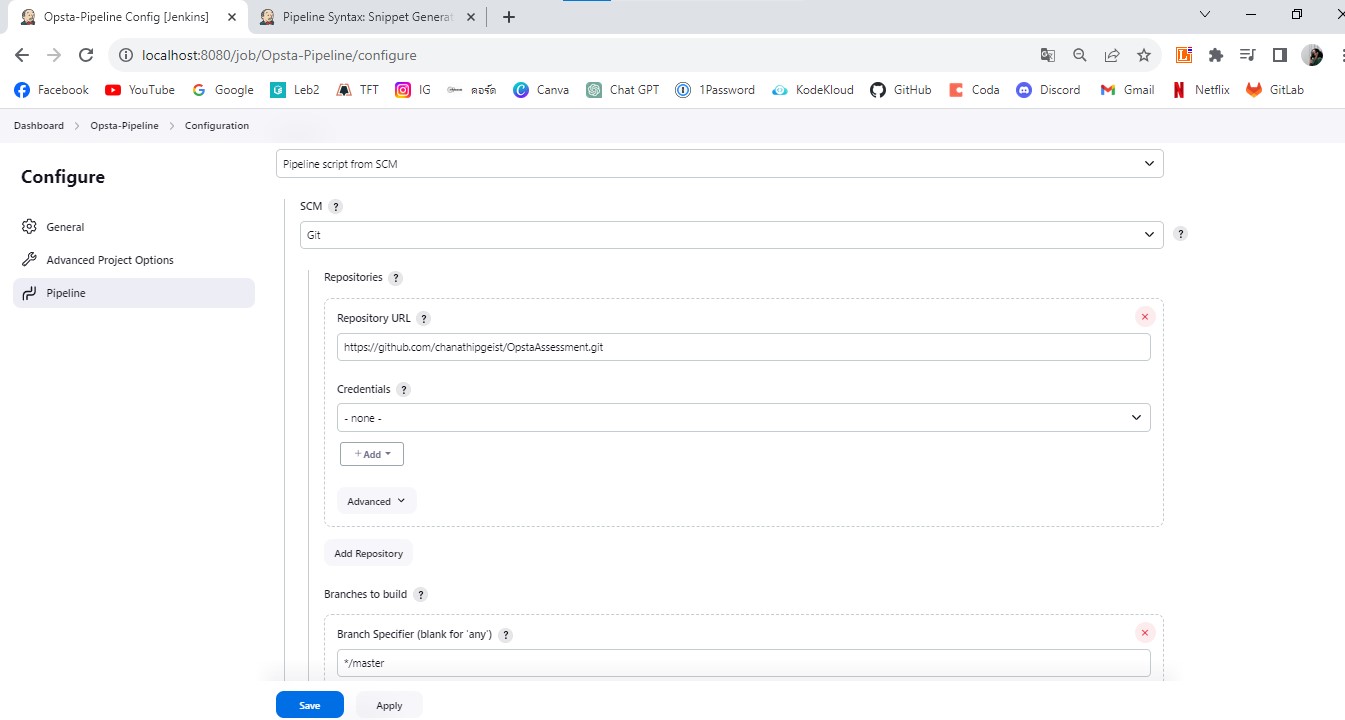 Opsta-Pipeline Config [Jenkins]
Pipeline Syntax: Snippet Generat
localhost:8080/job/Opsta-Pipeline/configure
Facebook YouTube Google Leb2 TFT IG คอร์ด Canva Chat GPT 1Password KodeKloud GitHub Coda Discord Gmail Netflix GitLab
Dashboard Opsta-Pipeline Configuration
Configure
General
Advanced Project Options
Pipeline
Pipeline script from SCM
SCM ?
Git
?
Repositories ?
Repository URL ?
https://github.com/chanathipgeist/OpstaAssessment.git
Credentials ?
- none -
+ Add
Advanced
Add Repository
Branches to build ?
Branch Specifier (blank for 'any') ?
*/master
Save Apply